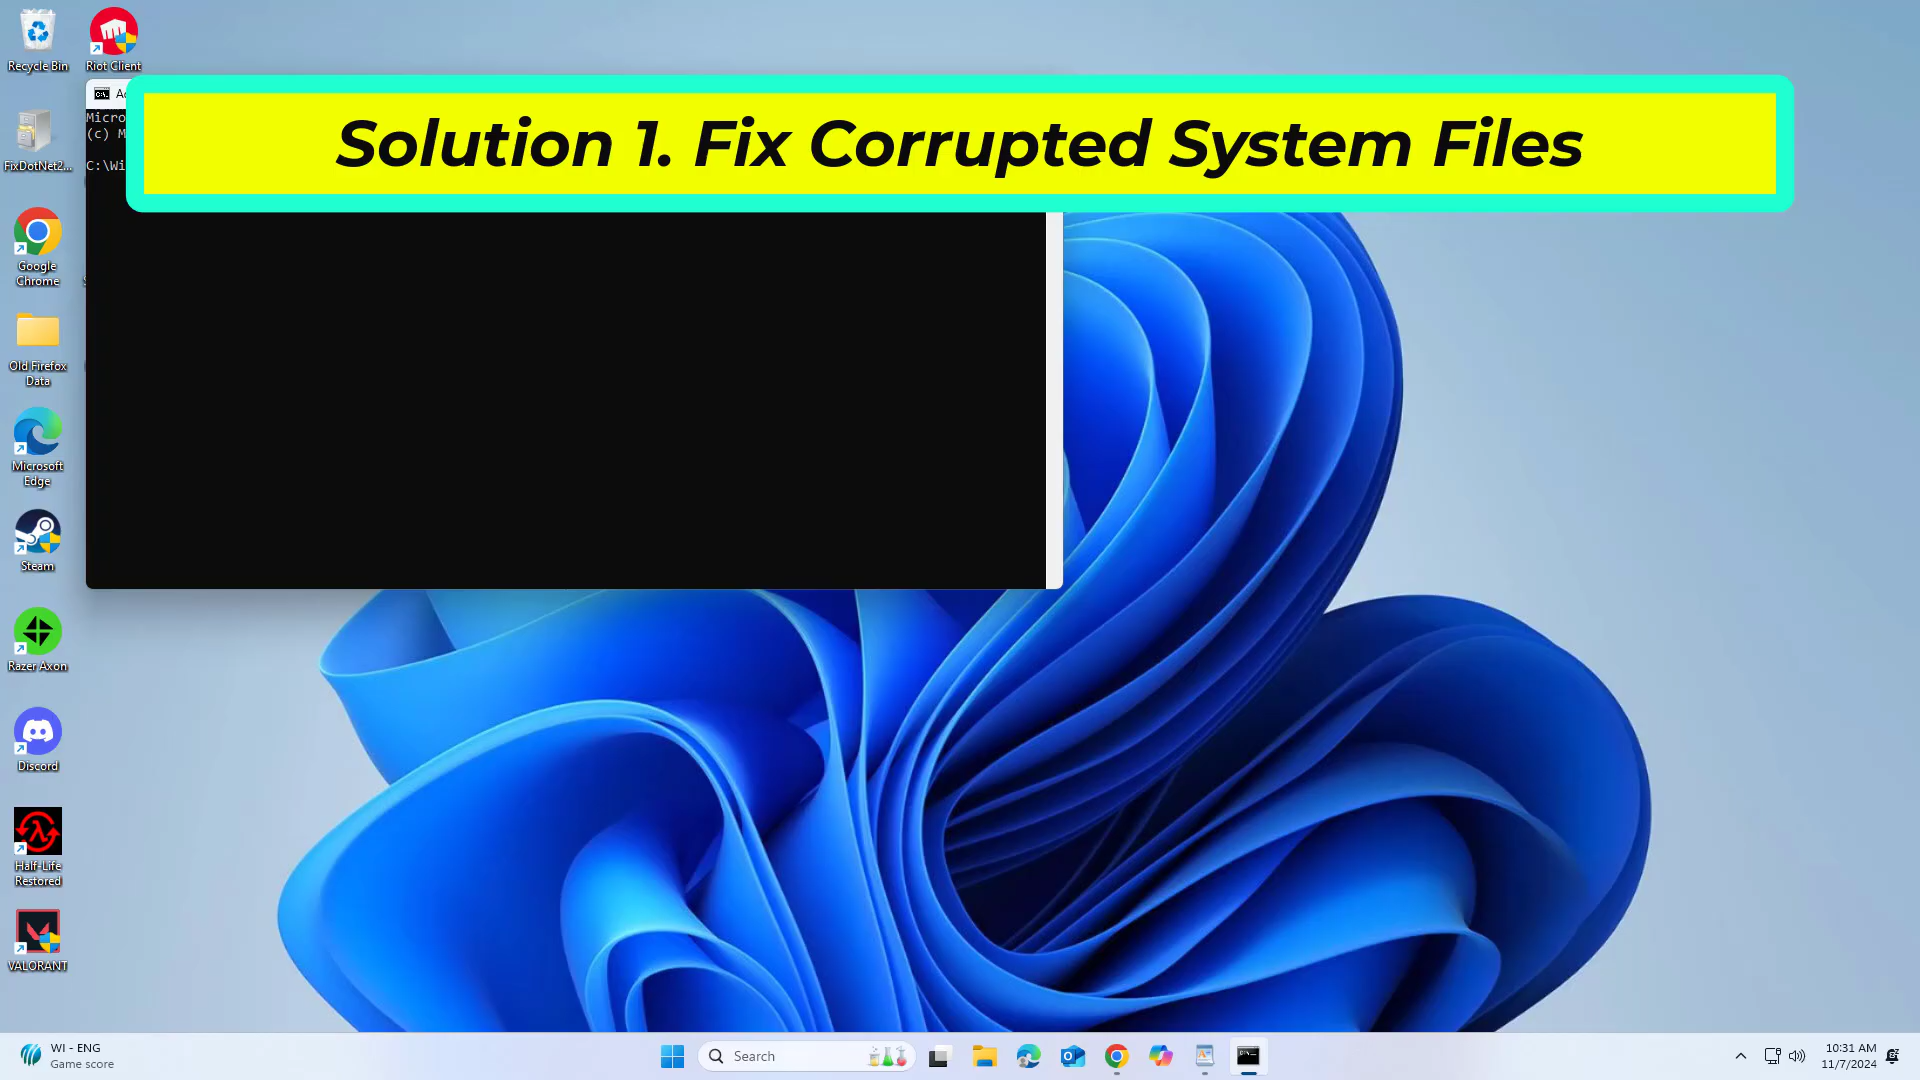 Recycle Bin
Riot Client
Solution 1. Fix Corrupted System Files
Micro
(c) M
C:\Wi
FixDotNet2...
Google
Chrome
Old Firefox
Data
Microsoft
Edge
Steam
Razer Axon
Discord
Half-Life
Restored
VALORANT
WI - ENG
Game score
Search
10:31 AM
11/7/2024